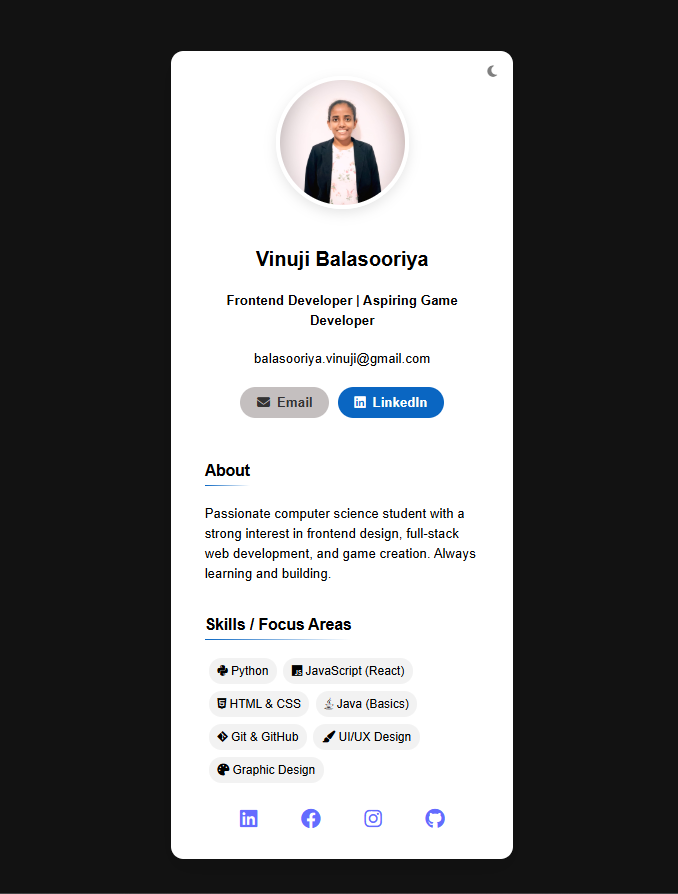 Vinuji Balasooriya
Frontend Developer | Aspiring Game
Developer
balasooriya.vinuji@gmail.com
Email LinkedIn
About
Passionate computer science student with a
strong interest in frontend design, full-stack
web development, and game creation. Always
learning and building.
Skills / Focus Areas
Python JavaScript (React)
HTML & CSS Java (Basics)
Git & GitHub UI/UX Design
Graphic Design